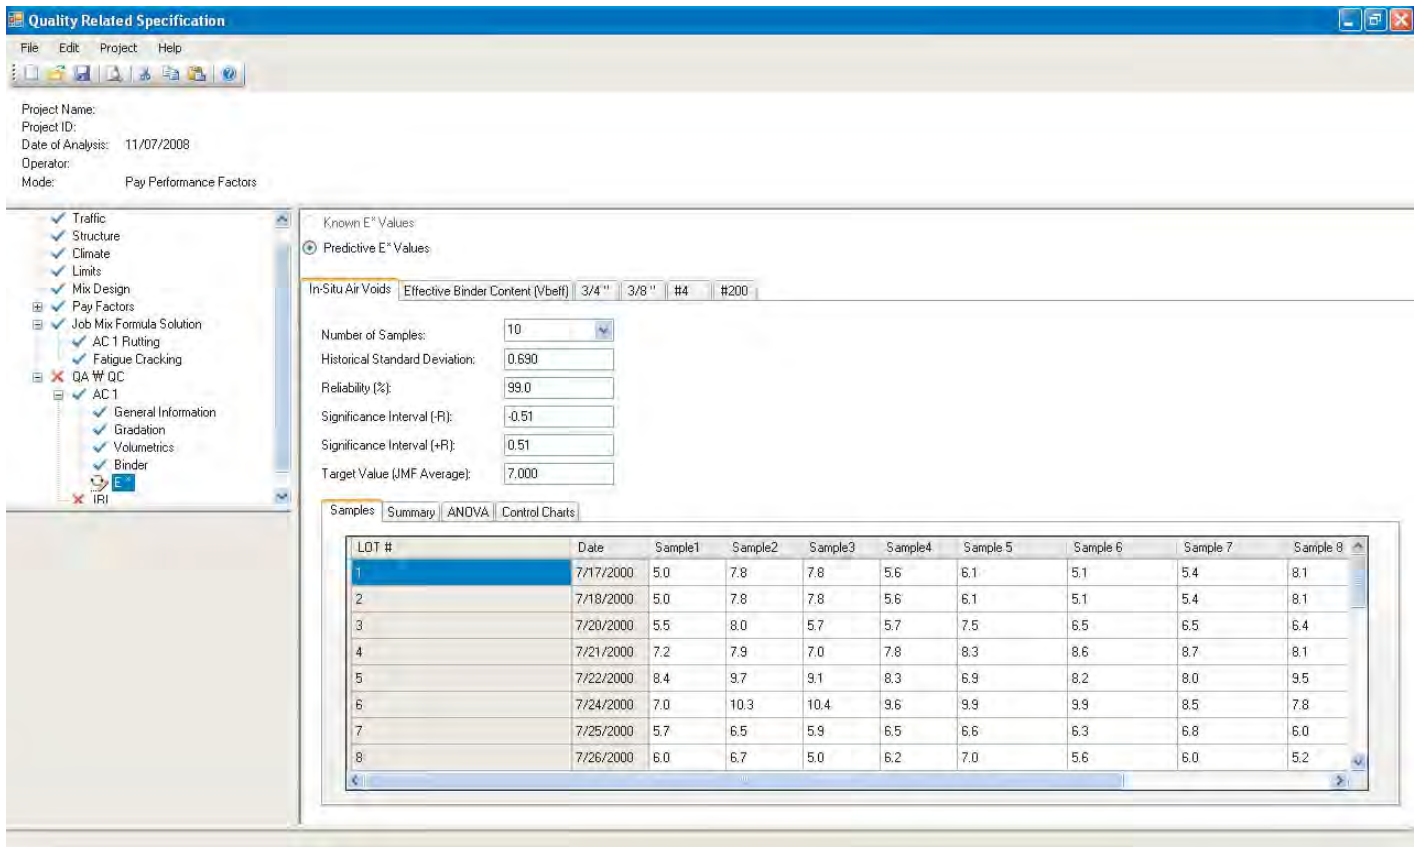 Quality Related Specification
File Edit Project Help
Project Name:
Project ID:
Date of Analysis: 11/07/2008
Operator:
Mode: Pay Performance Factors
Traffic
Structure
Climate
Limits
Mix Design
Pay Factors
Job Mix Formula Solution
AC 1 Rutting
Fatigue Cracking
QA ₩ QC
AC 1
General Information
Gradation
Volumetrics
Binder
E *
IRI
Known E* Values
Predictive E* Values
In-Situ Air Voids Effective Binder Content (Vbeff) 3/4 " 3/8 " #4 #200
Number of Samples: 10
Historical Standard Deviation: 0.690
Reliability (%): 99.0
Significance Interval (-R): -0.51
Significance Interval (+R): 0.51
Target Value (JMF Average): 7.000
Samples Summary ANOVA Control Charts
LOT # Date Sample1 Sample2 Sample3 Sample4 Sample 5 Sample 6 Sample 7 Sample 8
1 7/17/2000 5.0 7.8 7.8 5.6 6.1 5.1 5.4 8.1
2 7/18/2000 5.0 7.8 7.8 5.6 6.1 5.1 5.4 8.1
3 7/20/2000 5.5 8.0 5.7 5.7 7.5 6.5 6.5 6.4
4 7/21/2000 7.2 7.9 7.0 7.8 8.3 8.6 8.7 8.1
5 7/22/2000 8.4 9.7 9.1 8.3 6.9 8.2 8.0 9.5
6 7/24/2000 7.0 10.3 10.4 9.6 9.9 9.9 8.5 7.8
7 7/25/2000 5.7 6.5 5.9 6.5 6.6 6.3 6.8 6.0
8 7/26/2000 6.0 6.7 5.0 6.2 7.0 5.6 6.0 5.2